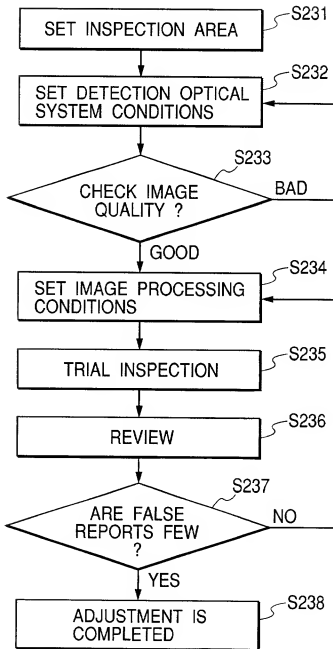 SET INSPECTION AREA
S231
SET DETECTION OPTICAL
SYSTEM CONDITIONS
S232
CHECK IMAGE
QUALITY ?
S233
BAD
GOOD
SET IMAGE PROCESSING
CONDITIONS
S234
TRIAL INSPECTION
S235
REVIEW
S236
ARE FALSE
REPORTS FEW
?
S237
NO
YES
ADJUSTMENT IS
COMPLETED
S238